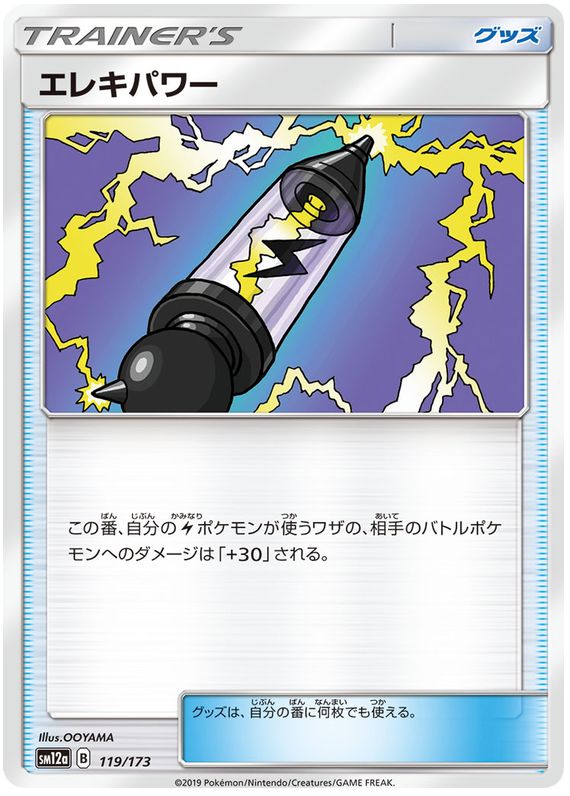 TRAINER'S グッズ
エレキパワー
この番、自分の⚡ポケモンが使うワザの、相手のバトルポケ
モンへのダメージは「+30」される。
グッズは、自分の番に何枚でも使える。
Illus.OOYAMA
SM12a B 119/173
©2019 Pokémon/Nintendo/Creatures/GAME FREAK.